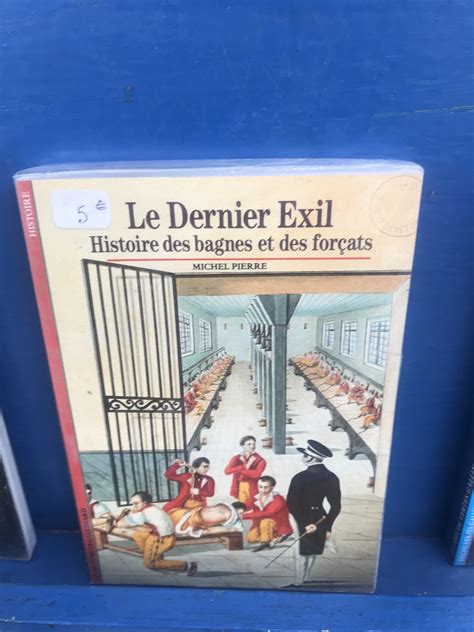 HISTOIRE
5 €
Le Dernier Exil
Histoire des bagnes et des forçats
MICHEL PIERRE